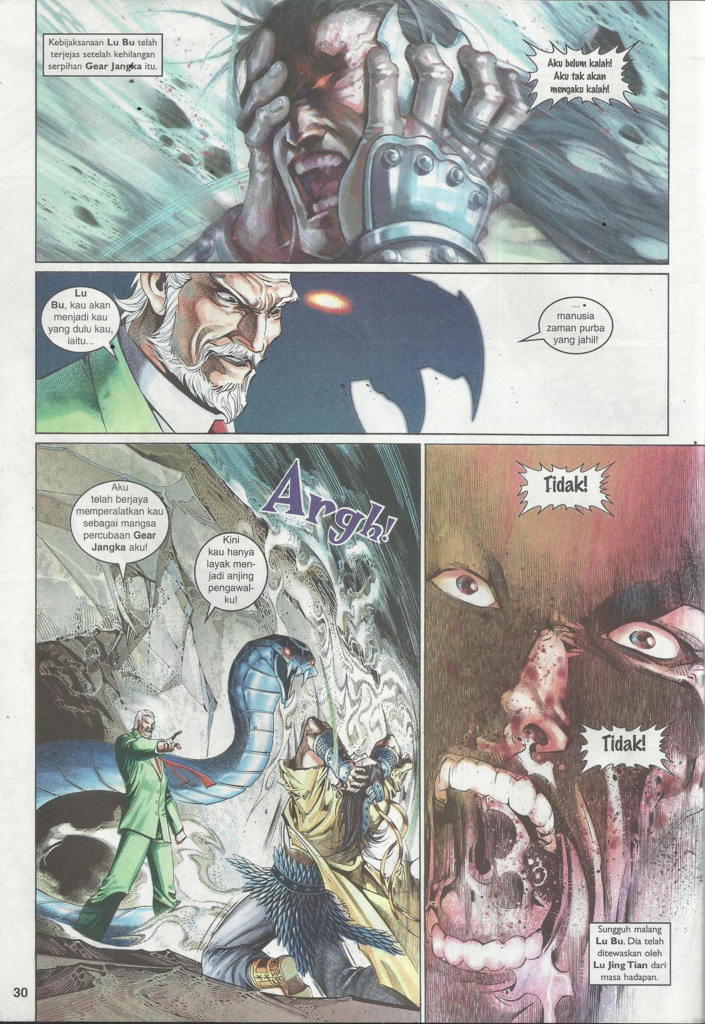 Kebijaksanaan Lu Bu telah
terjejas setelah kehilangan
serpihan Gear Jangka itu.
Aku belum kalah!
Aku tak akan
mengaku kalah!
Lu
Bu, kau akan
menjadi kau
yang dulu kau,
iaitu...
...
manusia
zaman purba
yang jahil!
Aku
telah berjaya
memperalatkan kau
sebagai mangsa
percubaan Gear
Jangka aku!
Argh!
Kini
kau hanya
layak men-
jadi anjing
pengawal-
ku!
Tidak!
Tidak!
Sungguh malang
Lu Bu. Dia telah
ditewaskan oleh
Lu Jing Tian dari
masa hadapan.
30